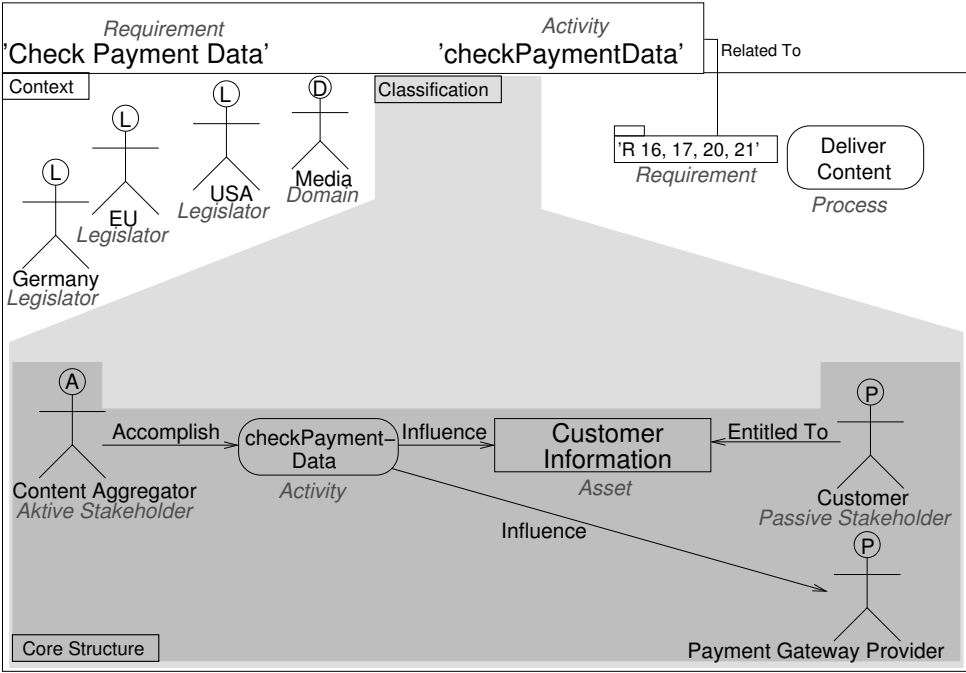 Requirement
'Check Payment Data'
Activity
'checkPaymentData'
Related To
Context
Classification
L
L
L
D
'R 16, 17, 20, 21'
Requirement
Deliver
Content
Process
Media
Domain
USA
Legislator
EU
Legislator
Germany
Legislator
A
Accomplish
checkPayment–
Data
Activity
Influence
Customer
Information
Asset
Entitled To
P
Content Aggregator
Aktive Stakeholder
Customer
Passive Stakeholder
Influence
P
Core Structure
Payment Gateway Provider